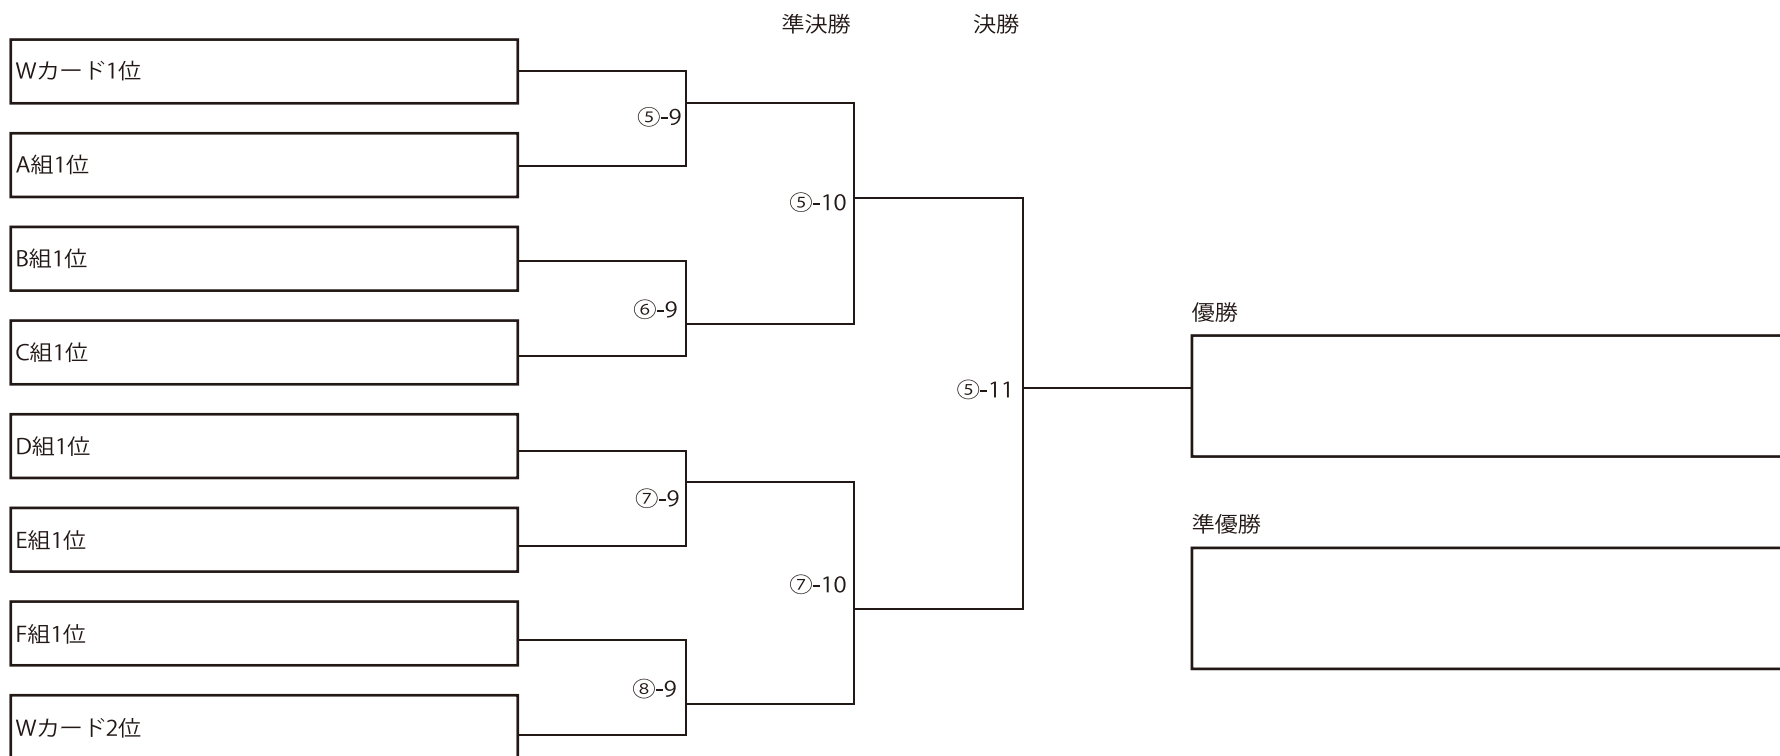 準決勝
決勝
Wカード1位
⑤-9
A組1位
⑤-10
B組1位
⑥-9
C組1位
⑤-11
D組1位
⑦-9
E組1位
⑦-10
F組1位
⑧-9
Wカード2位
優勝
準優勝